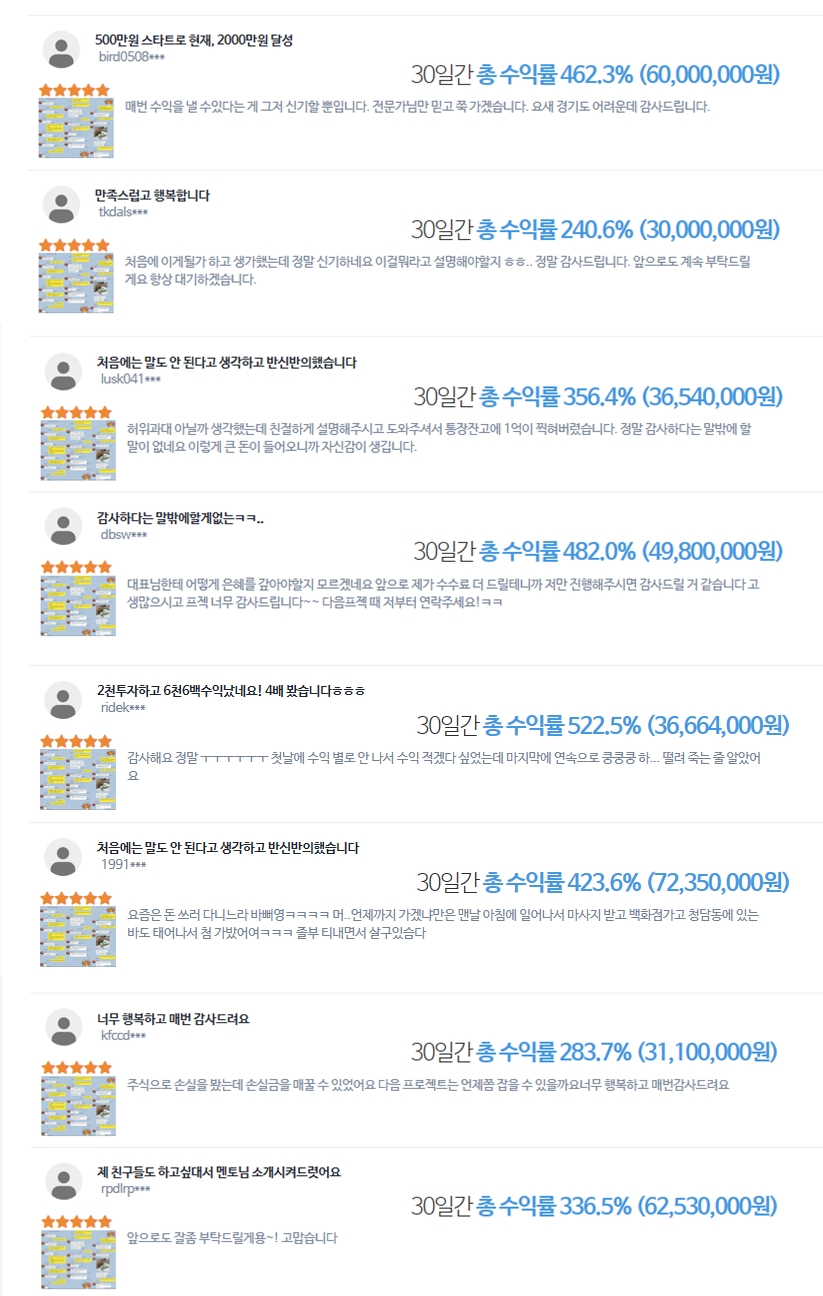 500만원 스타트로 현재, 2000만원 달성
bird0508***
30일간 총 수익률 462.3% (60,000,000원)
매번 수익을 낼 수있다는 게 그저 신기할 뿐입니다. 전문가님만 믿고 쭉 가겠습니다. 요새 경기도 어려운데 감사드립니다.
만족스럽고 행복합니다
tkdals***
30일간 총 수익률 240.6% (30,000,000원)
처음에 이게될가 하고 생가했는데 정말 신기하네요 이걸뭐라고 설명해야할지 ㅎㅎ.. 정말 감사드립니다. 앞으로도 계속 부탁드릴
게요 항상 대기하겠습니다.
처음에는 말도 안 된다고 생각하고 반신반의했습니다
lusk041***
30일간 총 수익률 356.4% (36,540,000원)
허위과대 아닐까 생각했는데 친절하게 설명해주시고 도와주셔서 통장잔고에 1억이 찍혀버렸습니다. 정말 감사하다는 말밖에 할
말이 없네요 이렇게 큰 돈이 들어오니까 자신감이 생깁니다.
감사하다는 말밖에할게없는ㅋㅋ..
dbsw***
30일간 총 수익률 482.0% (49,800,000원)
대표님한테 어떻게 은혜를 갚아야할지 모르겠네요 앞으로 제가 수수료 더 드릴테니까 저만 진행해주시면 감사드릴 거 같습니다 고
생많으시고 프젝 너무 감사드립니다~~ 다음프젝 때 저부터 연락주세요!ㅋㅋ
2천투자하고 6천6백수익났네요! 4배 봤습니다ㅎㅎㅎ
ridek***
30일간 총 수익률 522.5% (36,664,000원)
감사해요 정말 ㅜㅜㅜㅜㅜㅜ 첫날에 수익 별로 안 나서 수익 적겠다 싶었는데 마지막에 연속으로 쿵쿵쿵 하... 떨려 죽는 줄 알았어
요
처음에는 말도 안 된다고 생각하고 반신반의했습니다
1991***
30일간 총 수익률 423.6% (72,350,000원)
요즘은 돈 쓰러 다니느라 바뻐영ㅋㅋㅋㅋ 머..언제까지 가겠냐만은 맨날 아침에 일어나서 마사지 받고 백화점가고 청담동에 있는
바도 태어나서 첨 가봤어여ㅋㅋㅋ 졸부 티내면서 살구있슴다
너무 행복하고 매번 감사드려요
kfccd***
30일간 총 수익률 283.7% (31,100,000원)
주식으로 손실을 봤는데 손실금을 매꿀 수 있었어요 다음 프로젝트는 언제쯤 잡을 수 있을까요너무 행복하고 매번감사드려요
제 친구들도 하고싶대서 멘토님 소개시켜드렷어요
rpdlrp***
30일간 총 수익률 336.5% (62,530,000원)
앞으로도 잘좀 부탁드릴게용~! 고맙습니다